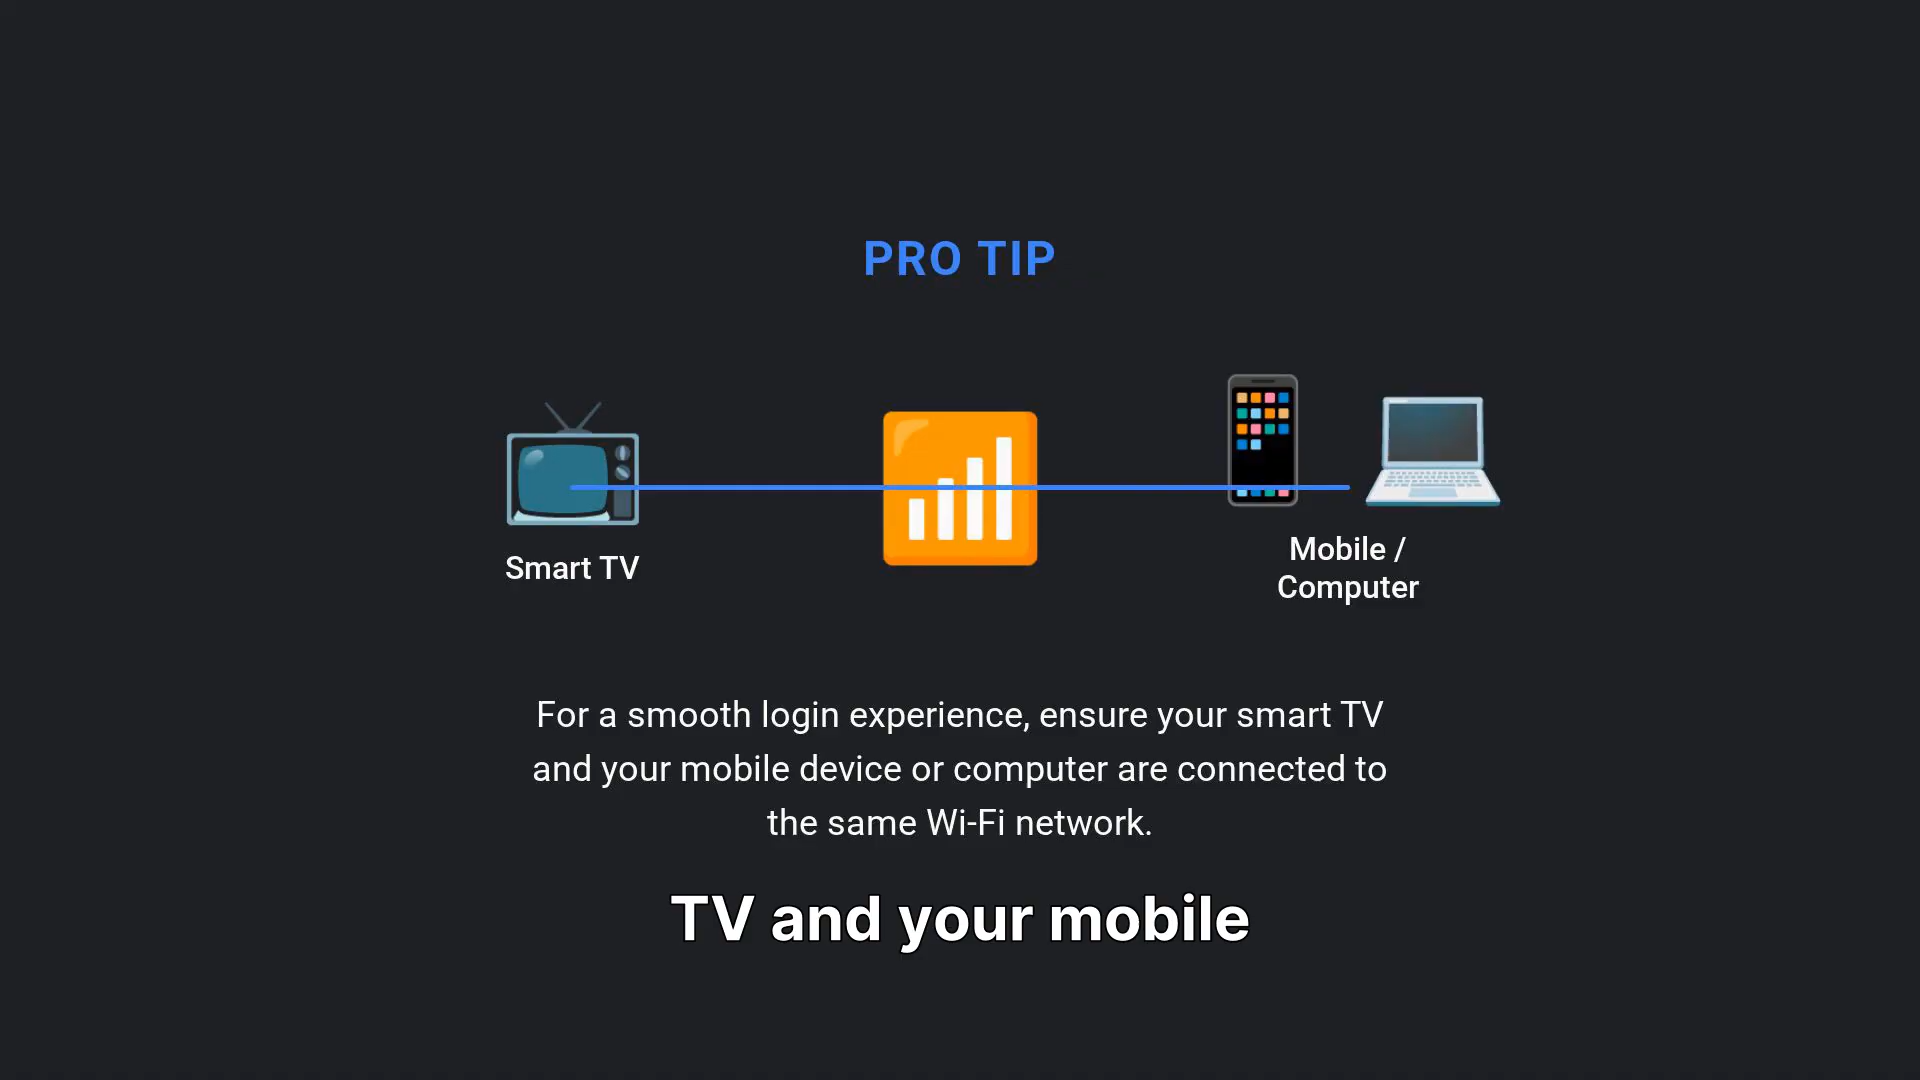 PRO TIP
Smart TV
Mobile /
Computer
For a smooth login experience, ensure your smart TV
and your mobile device or computer are connected to
the same Wi-Fi network.
TV and your mobile